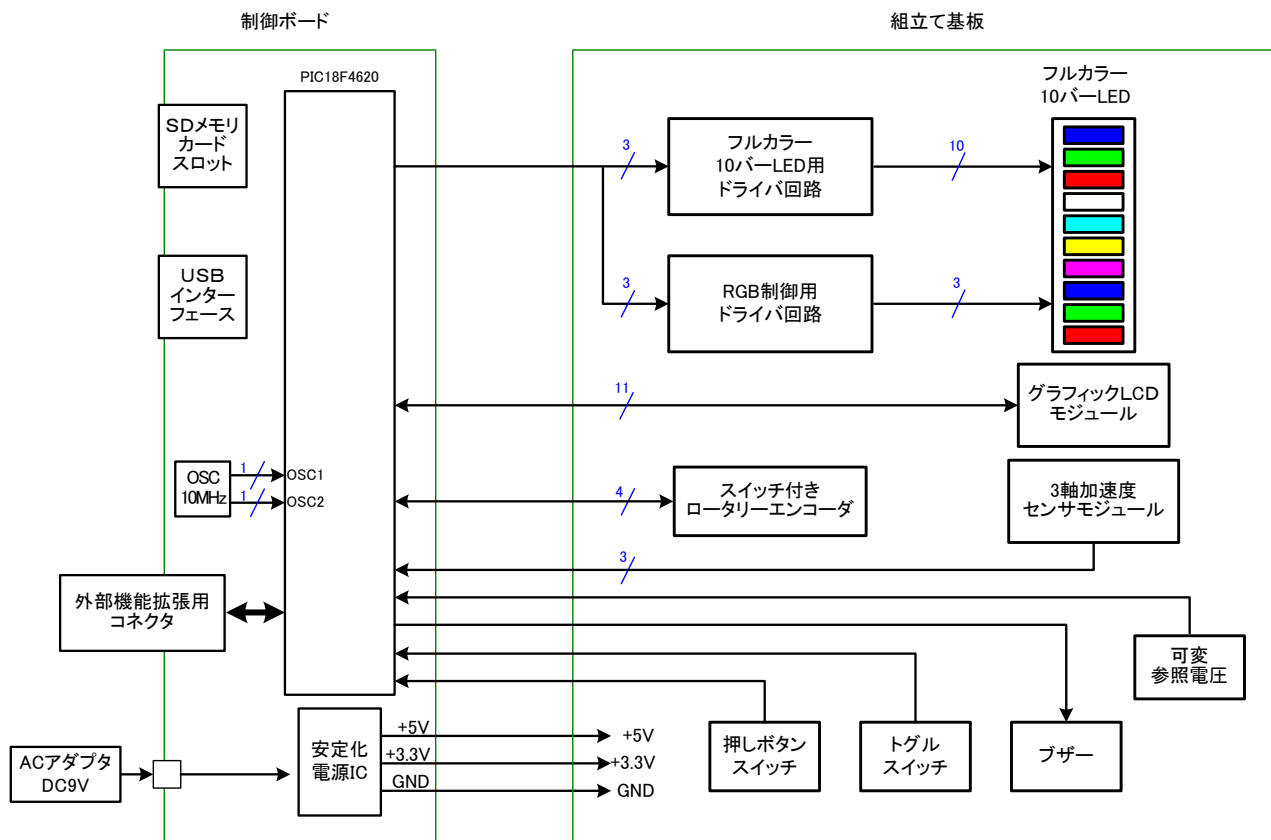 制御ボード
組立て基板
PIC18F4620
フルカラー
10バーLED
SDメモリ
カード
スロット
3
フルカラー
10バーLED用
ドライバ回路
10
USB
インター
フェース
3
RGB制御用
ドライバ回路
3
11
グラフィックLCD
モジュール
OSC
10MHz
1
1
OSC1
OSC2
4
スイッチ付き
ロータリーエンコーダ
3軸加速度
センサモジュール
3
外部機能拡張用
コネクタ
可変
参照電圧
ACアダプタ
DC9V
安定化
電源IC
+5V
+3.3V
GND
+5V
+3.3V
GND
押しボタン
スイッチ
トグル
スイッチ
ブザー